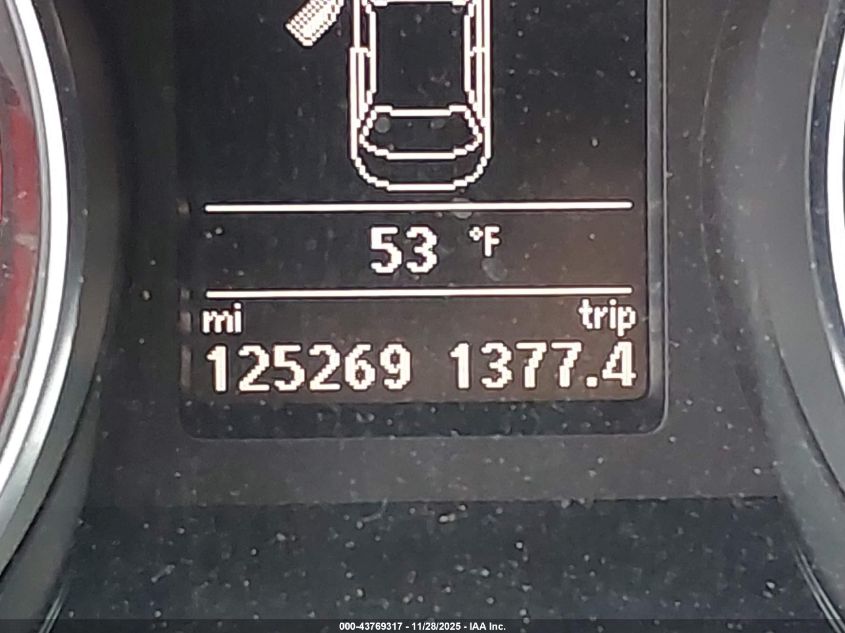 53 °F
mi trip
125269 1377.4
000-43769317 - 11/28/2025 - IAA Inc.